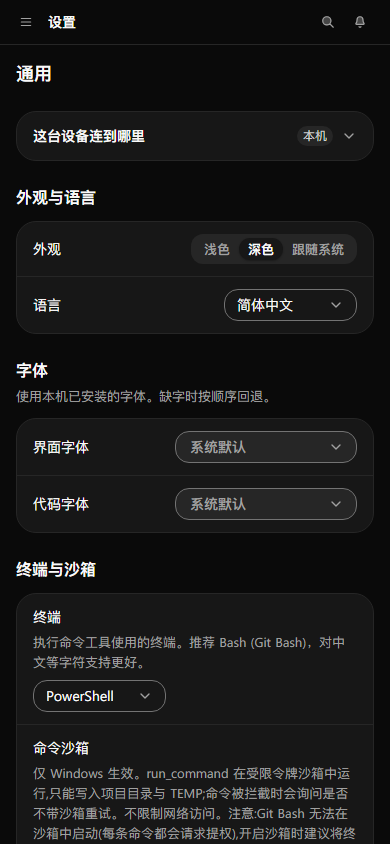 设置
通用
这台设备连到哪里 本机
外观与语言
外观 浅色 深色 跟随系统
语言 简体中文
字体
使用本机已安装的字体。缺字时按顺序回退。
界面字体 系统默认
代码字体 系统默认
终端与沙箱
终端
执行命令工具使用的终端。推荐 Bash (Git Bash)，对中
文等字符支持更好。
PowerShell
命令沙箱
仅 Windows 生效。run_command 在受限令牌沙箱中运
行,只能写入项目目录与 TEMP;命令被拦截时会询问是否
不带沙箱重试。不限制网络访问。注意:Git Bash 无法在
沙箱中启动(每条命令都会请求提权),开启沙箱时建议将终